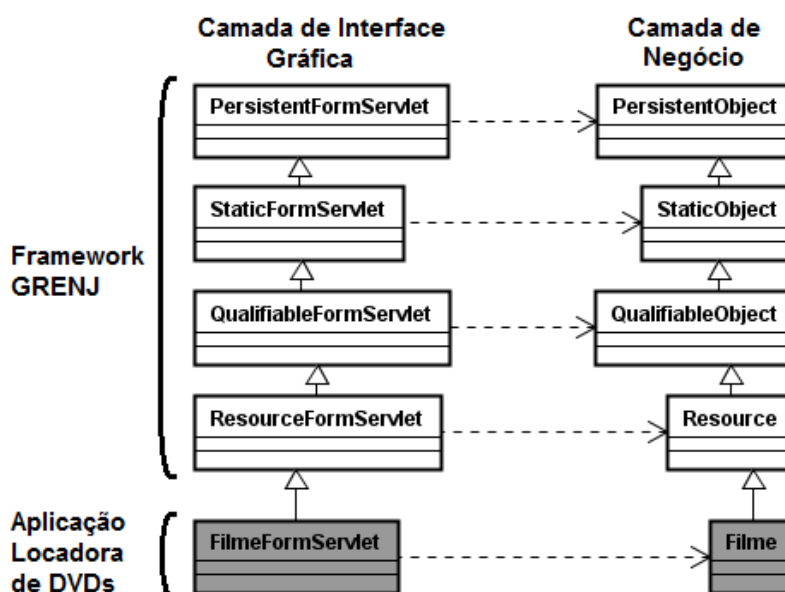 Camada de Interface
Gráfica
Camada de
Negócio
PersistentFormServlet
PersistentObject
StaticFormServlet
StaticObject
Framework
GRENJ
QualifiableFormServlet
QualifiableObject
ResourceFormServlet
Resource
Aplicação
Locadora
de DVDs
FilmeFormServlet
Filme